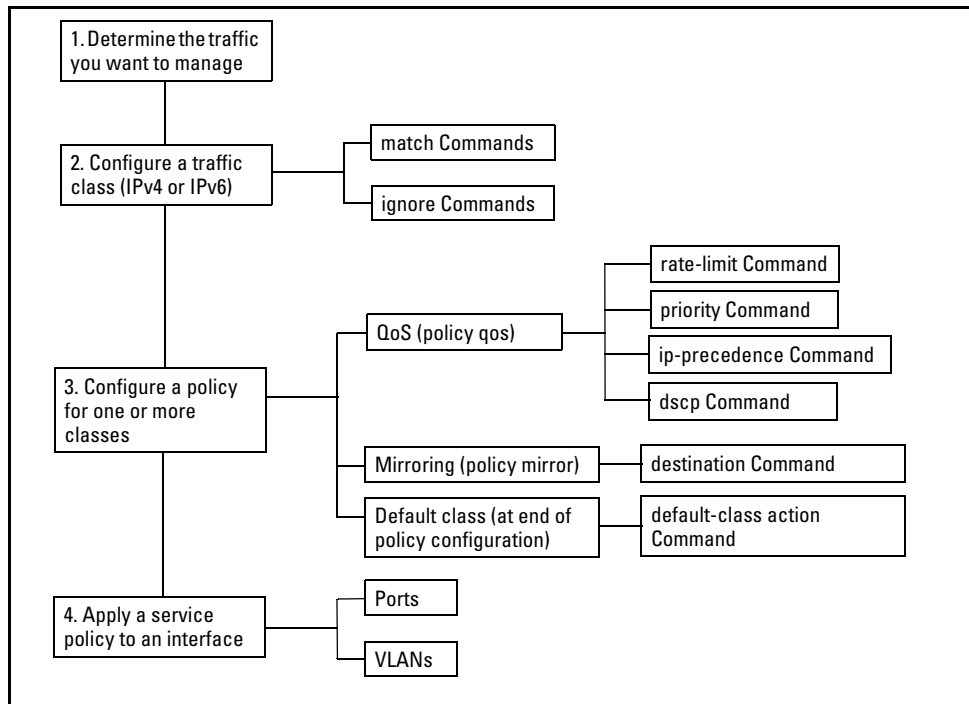 1. Determine the traffic
you want to manage
2. Configure a traffic
class (IPv4 or IPv6)
match Commands
ignore Commands
3. Configure a policy
for one or more
classes
QoS (policy qos)
rate-limit Command
priority Command
ip-precedence Command
dscp Command
Mirroring (policy mirror)
destination Command
Default class (at end of
policy configuration)
default-class action
Command
4. Apply a service
policy to an interface
Ports
VLANs